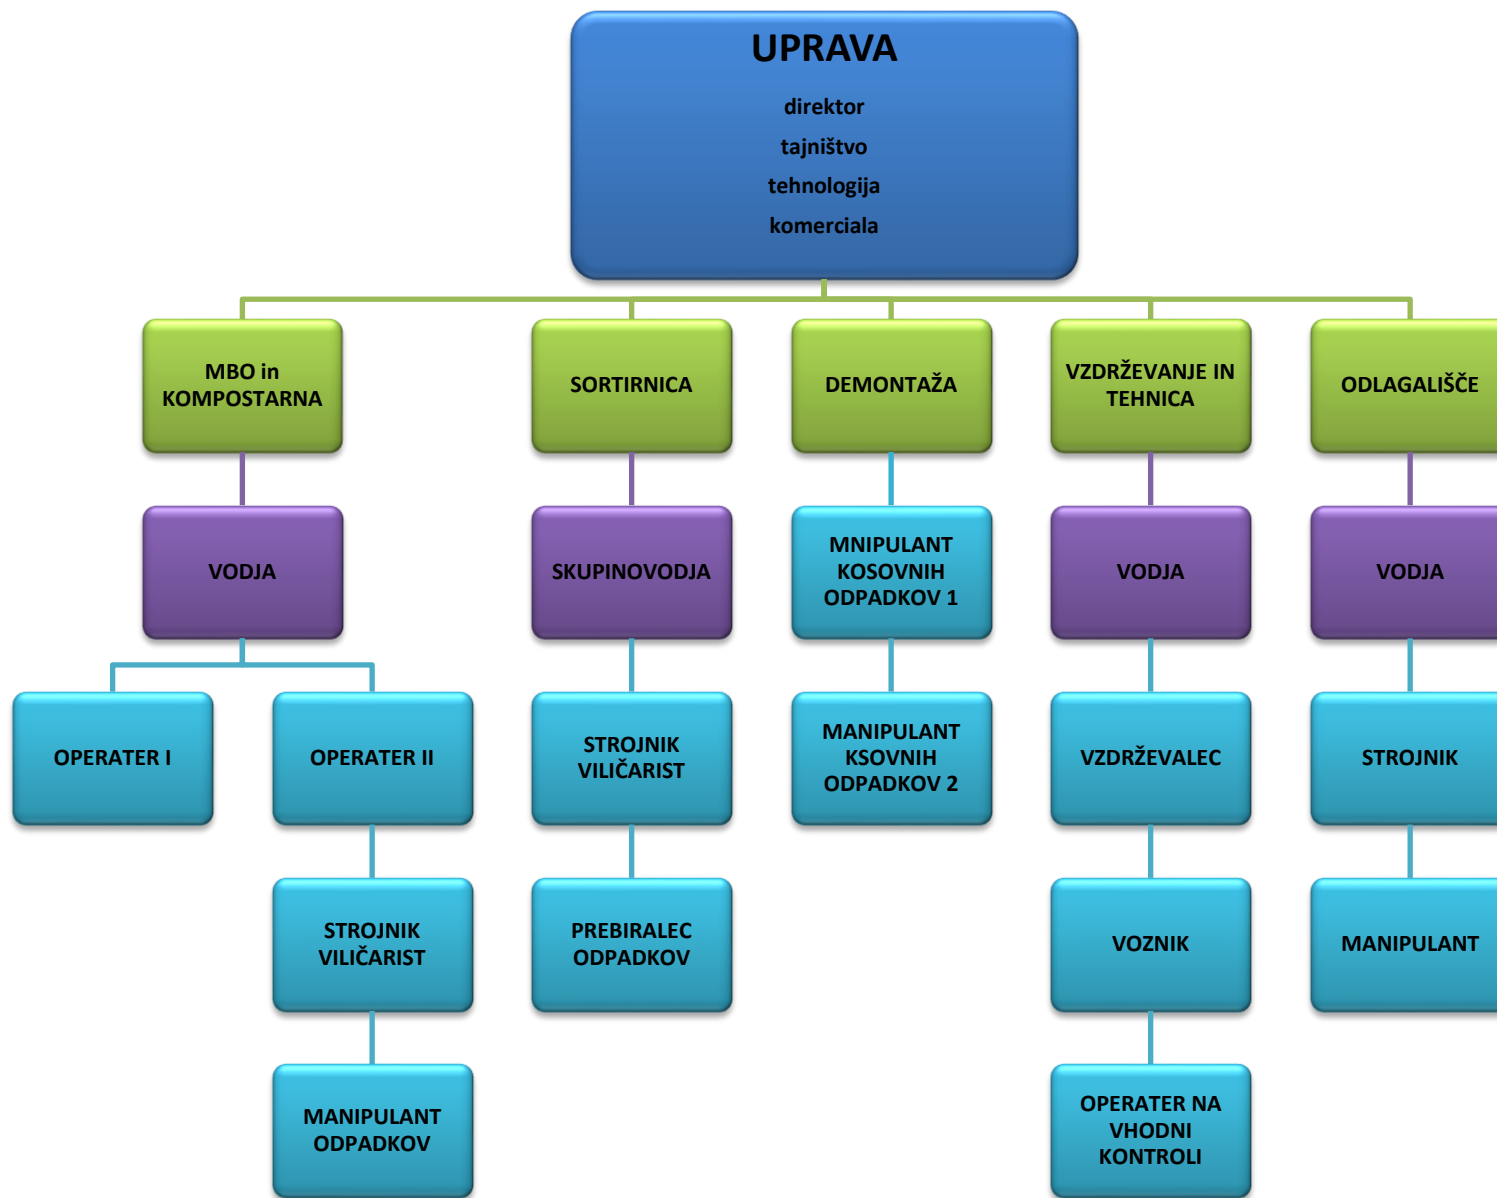 UPRAVA
direktor
tajništvo
tehnologija
komerciala
MBO in
KOMPOSTARNA
SORTIRNICA
DEMONTAŽA
VZDRŽEVANJE IN
TEHNICA
ODLAGALIŠČE
VODJA
SKUPINOVODJA
MNIPULANT
KOSOVNIH
ODPADKOV 1
VODJA
VODJA
OPERATER I
OPERATER II
STROJNIK
VILIČARIST
MANIPULANT
KSOVNIH
ODPADKOV 2
VZDRŽEVALEC
STROJNIK
STROJNIK
VILIČARIST
PREBIRALEC
ODPADKOV
VOZNIK
MANIPULANT
MANIPULANT
ODPADKOV
OPERATER NA
VHODNI
KONTROLI